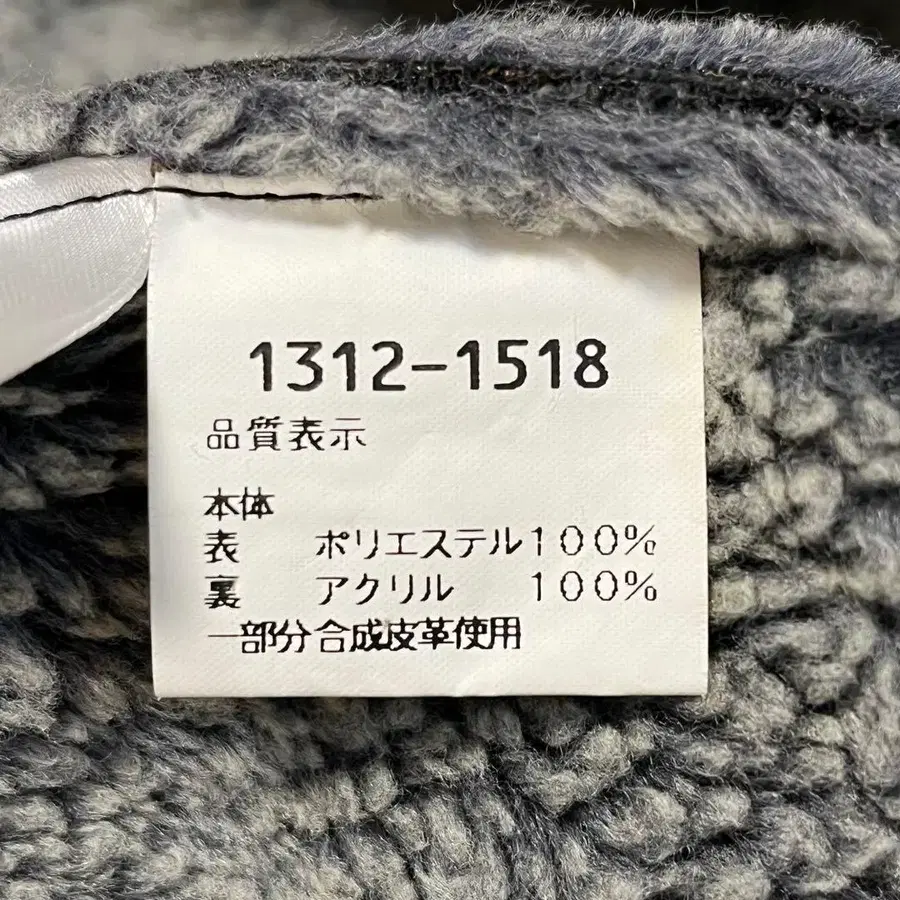 1312-1518
品質表示
本体
表 ポリエステル100%
裏 アクリル 100%
一部分合成皮革使用